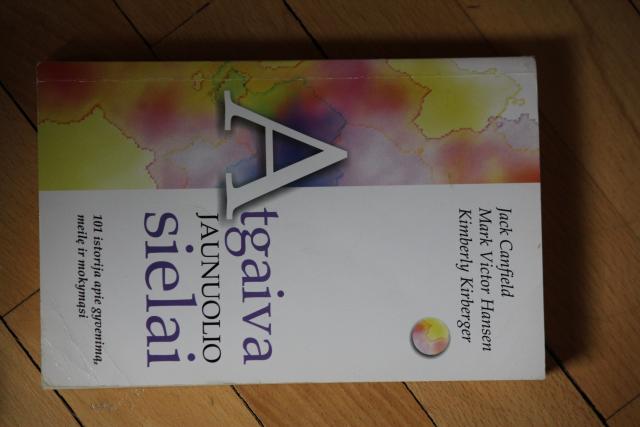 Jack Canfield
Mark Victor Hansen
Kimberly Kirberger
Atgaiva
JAUNUOLIO
sielai
101 istorija apie gyvenimą,
meilę ir mokymąsi